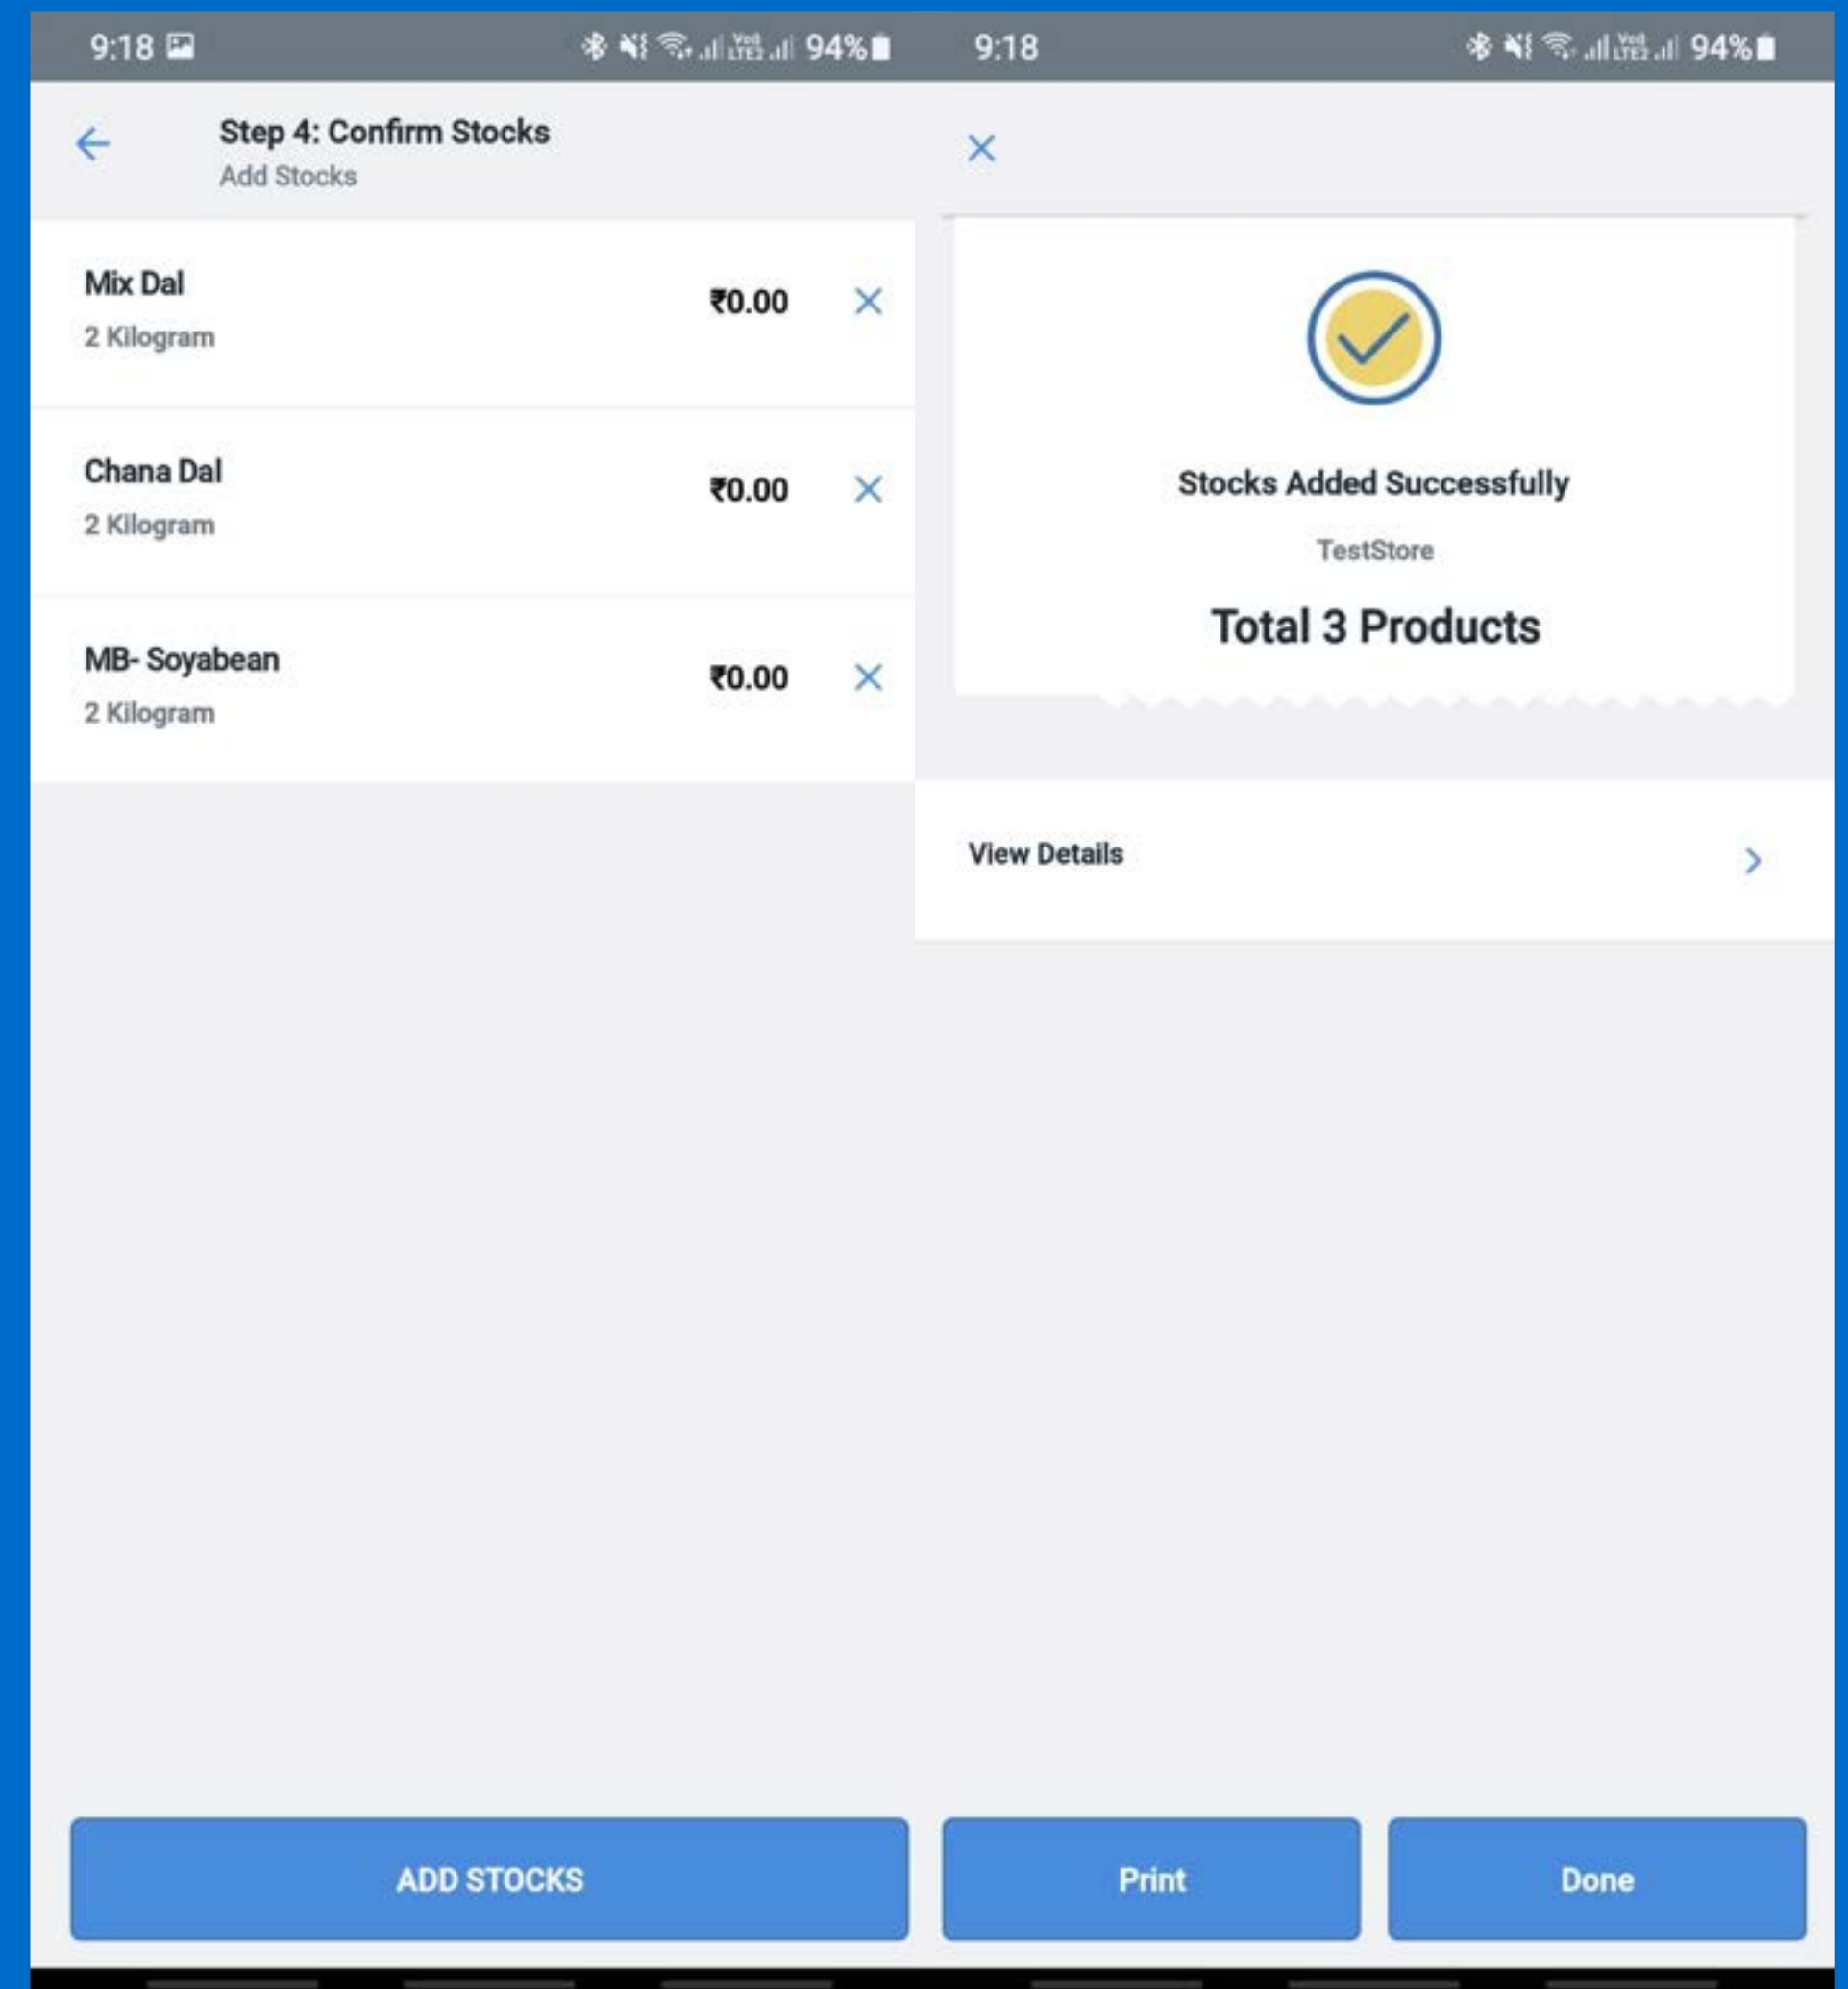 9:18
94%
Step 4: Confirm Stocks
Add Stocks
Mix Dal
₹0.00
2 Kilogram
Chana Dal
₹0.00
2 Kilogram
MB- Soyabean
₹0.00
2 Kilogram
ADD STOCKS
9:18
94%
Stocks Added Successfully
TestStore
Total 3 Products
View Details
Print
Done